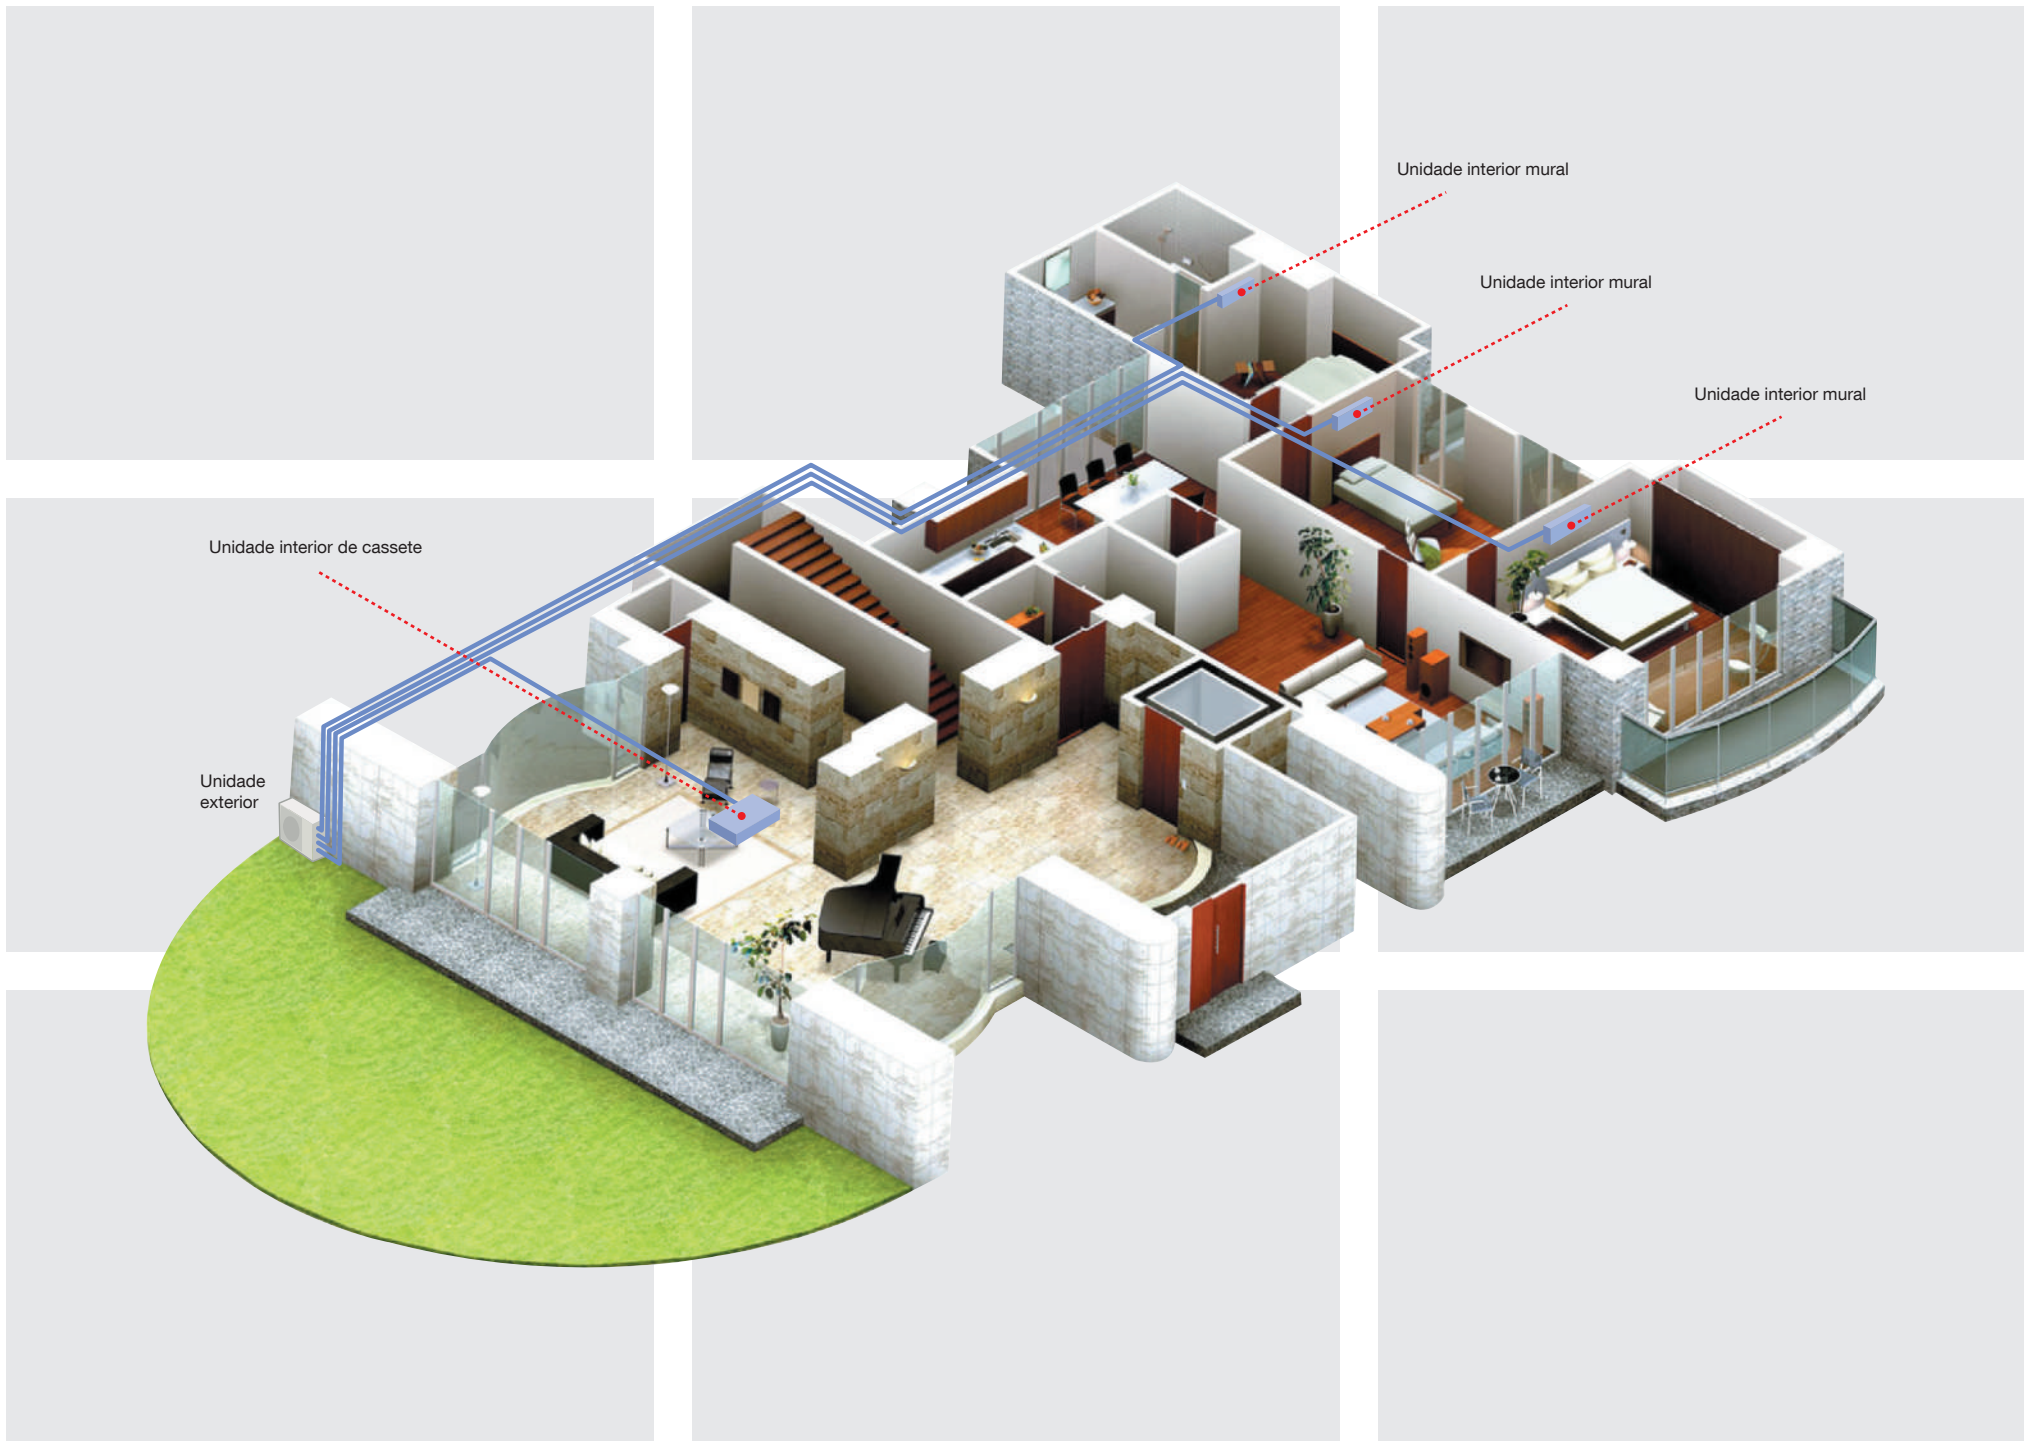 Unidade interior mural
Unidade interior mural
Unidade interior mural
Unidade interior de cassete
Unidade
exterior